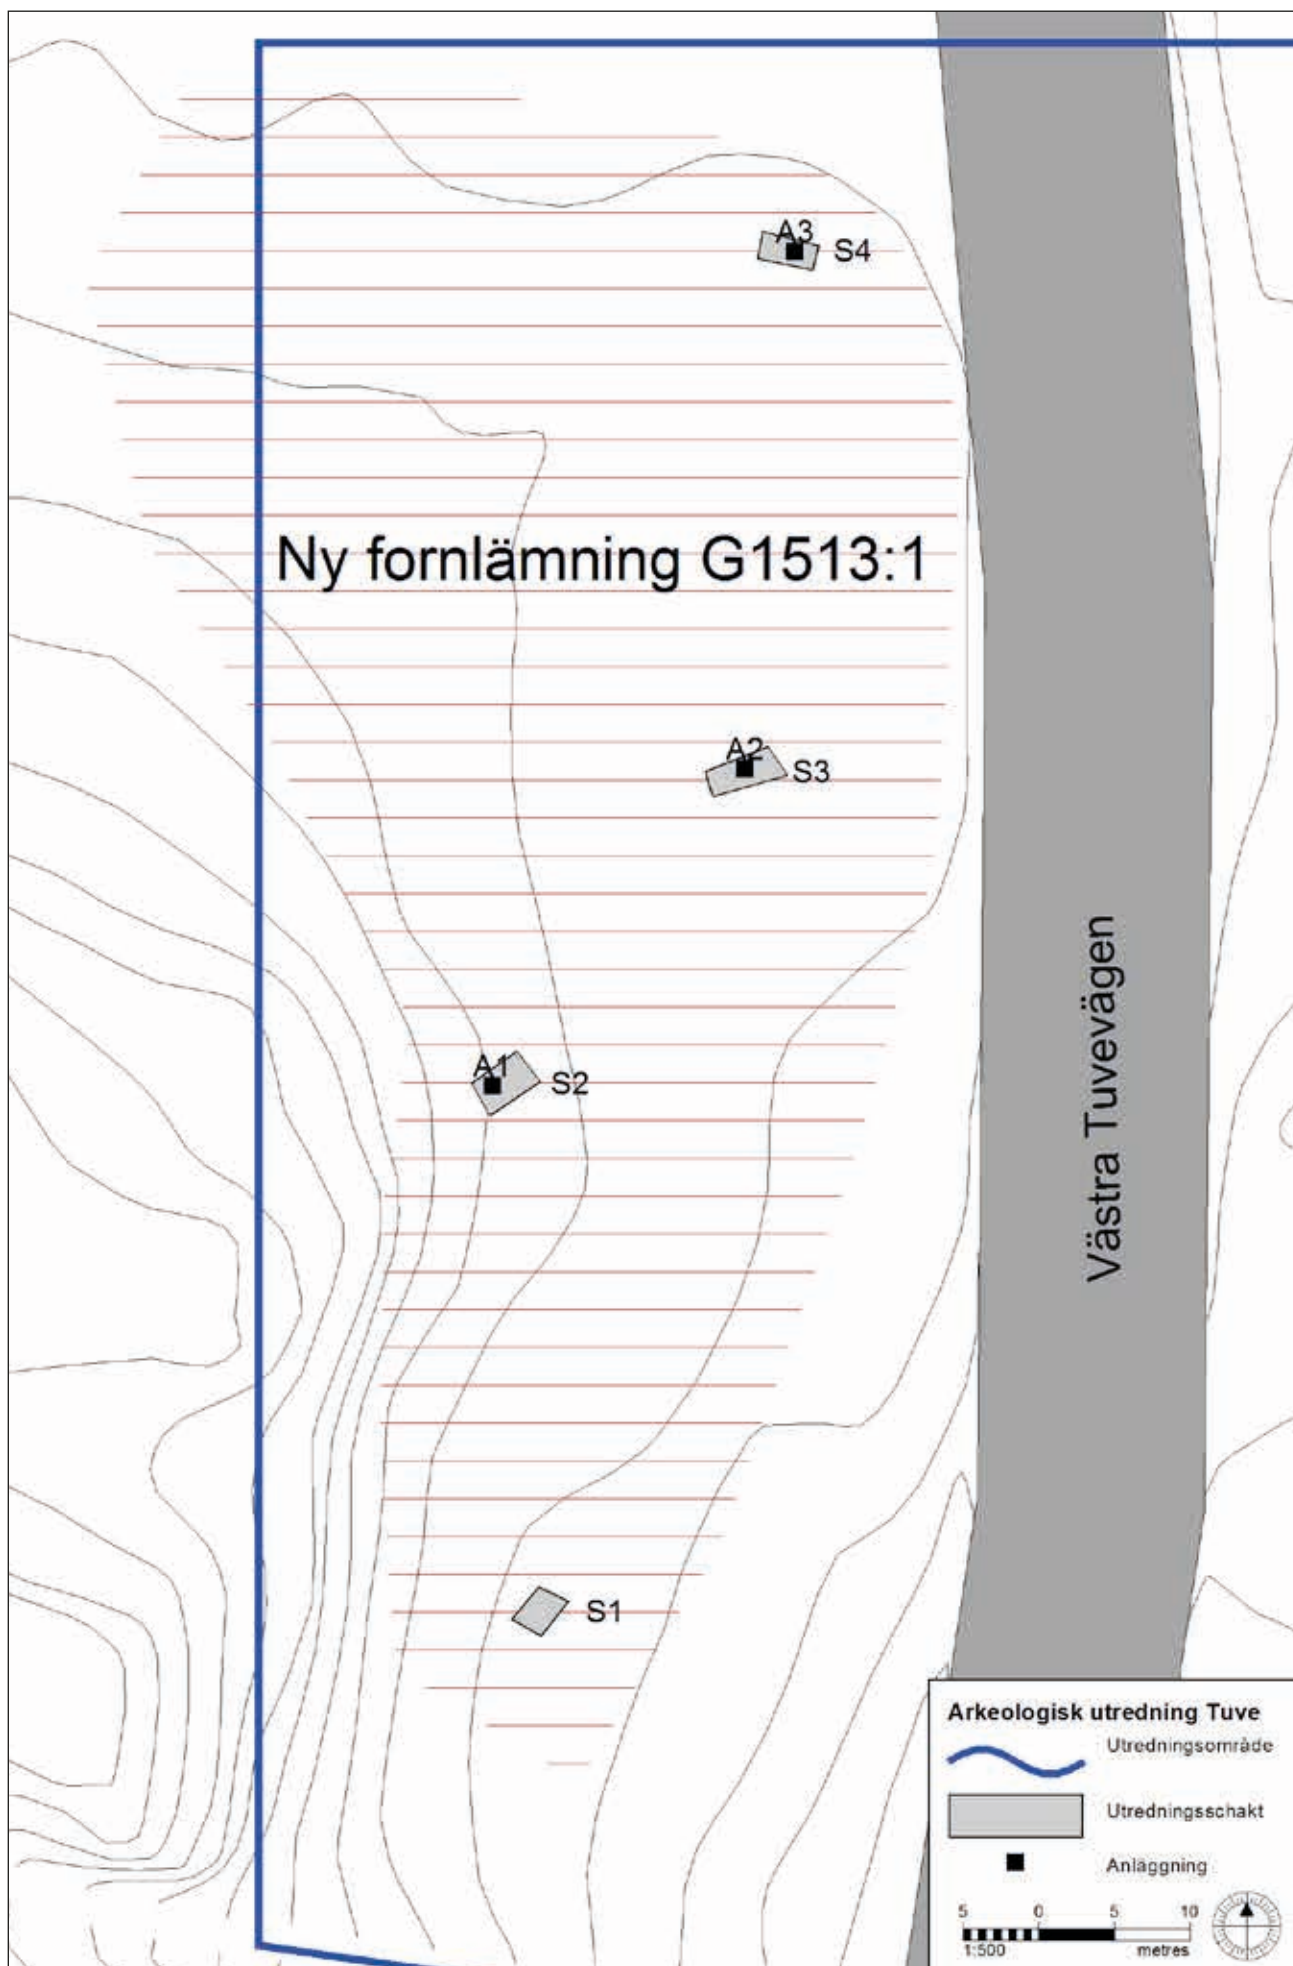 A3
S4
Ny fornlämning G1513:1
A2
S3
Västra Tuvevägen
A1
S2
S1
Arkeologisk utredning Tuve
Utredningsområde
Utredningsschakt
Anläggning
5 0 5 10
1:500 metres